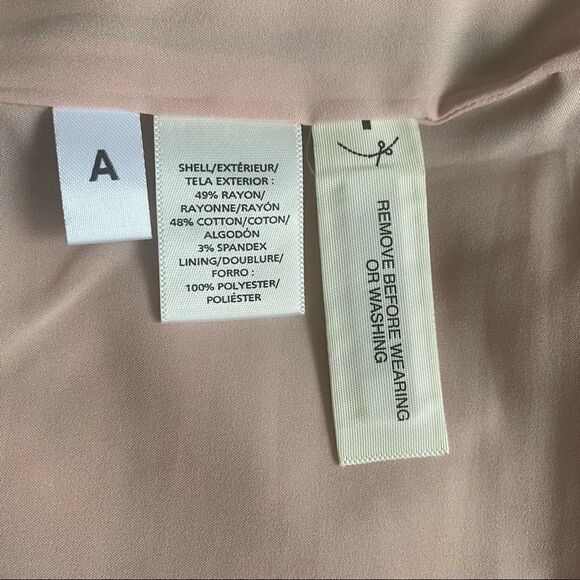 A
SHELL/EXTÉRIEUR/
TELA EXTERIOR :
49% RAYON/
RAYONNE/RAYÓN
48% COTTON/COTON/
ALGODÓN
3% SPANDEX
LINING/DOUBLURE/
FORRO :
100% POLYESTER/
POLIÉSTER
REMOVE BEFORE WEARING
OR WASHING